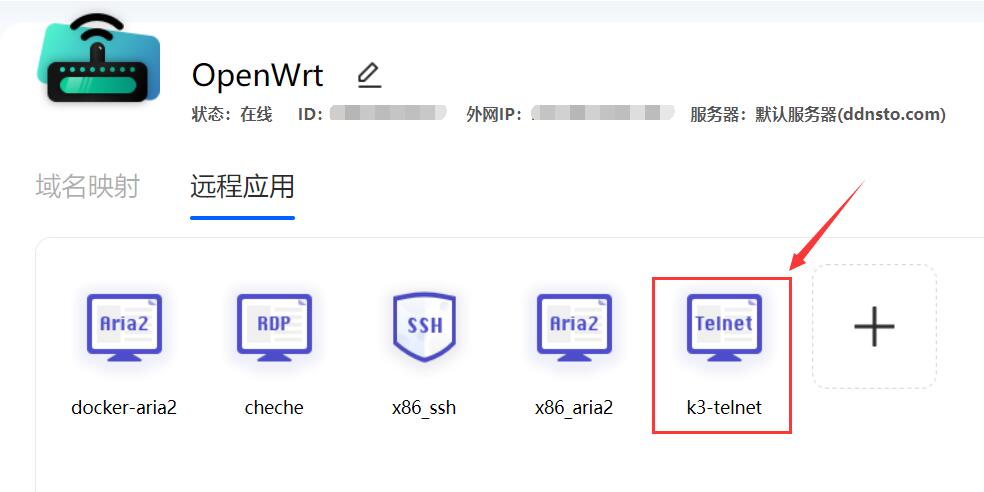 OpenWrt
状态：在线 ID： 外网IP： 服务器：默认服务器(ddnsto.com)
域名映射 远程应用
Aria2 RDP SSH Aria2 Telnet
docker-aria2 cheche x86_ssh x86_aria2 k3-telnet